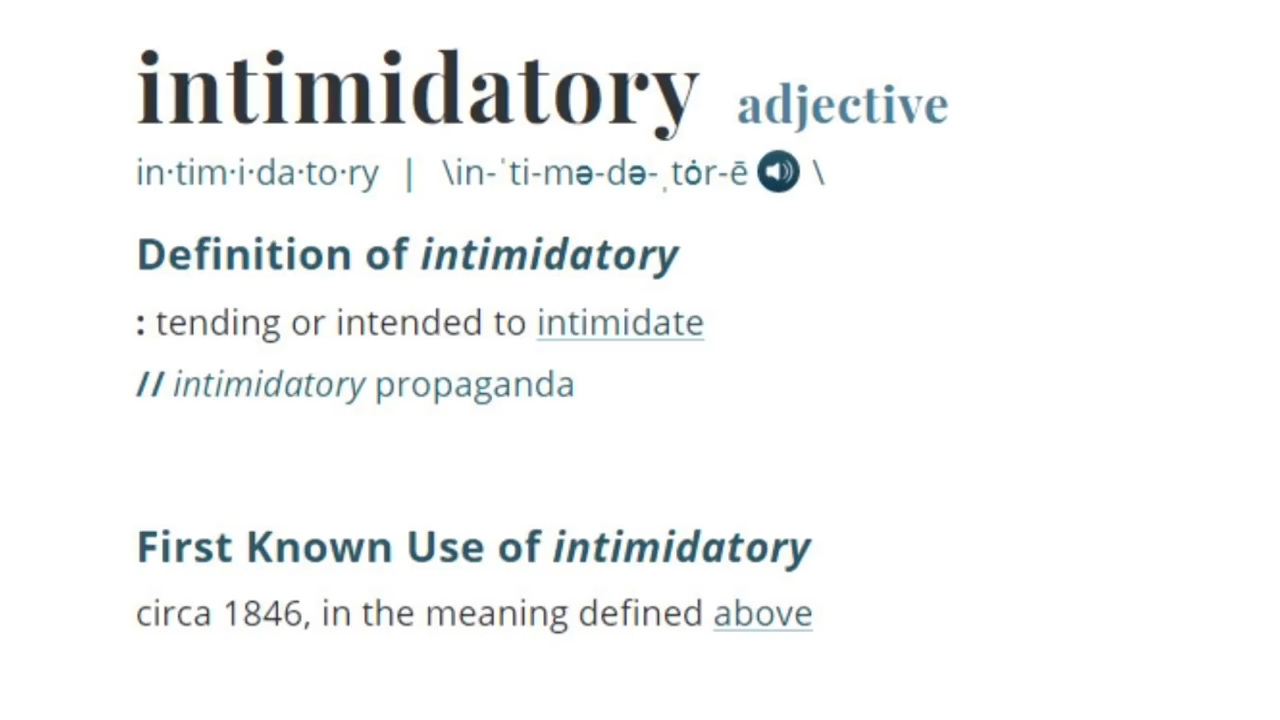 intimidatory adjective
in·tim·i·da·to·ry | \in-ˈti-mə-də-ˌtȯr-ē \
Definition of intimidatory
: tending or intended to intimidate
// intimidatory propaganda
First Known Use of intimidatory
circa 1846, in the meaning defined above